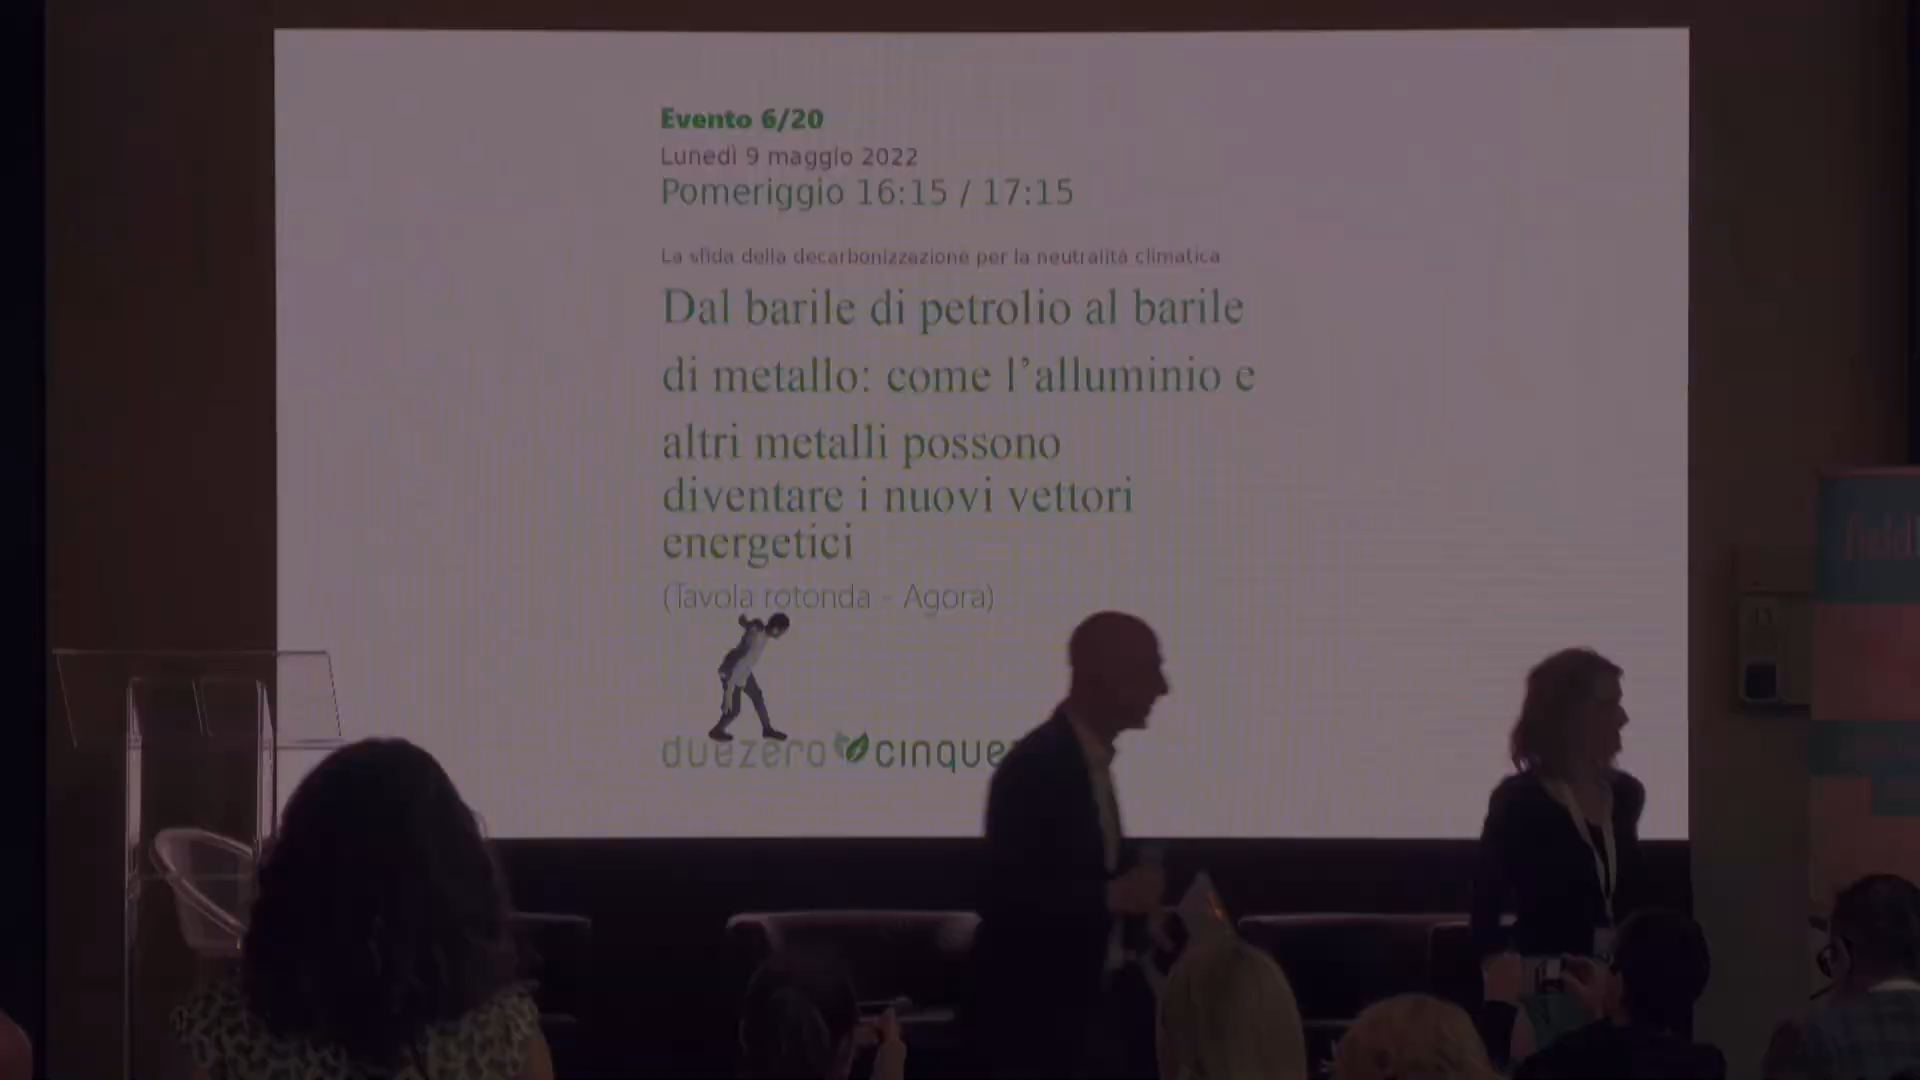 Evento 6/20
Lunedì 9 maggio 2022
Pomeriggio 16:15 / 17:15
La sfida della decarbonizzazione per la neutralità climatica
Dal barile di petrolio al barile
di metallo: come l’alluminio e
altri metalli possono
diventare i nuovi vettori
energetici
(Tavola rotonda - Agorà)
duezero cinque